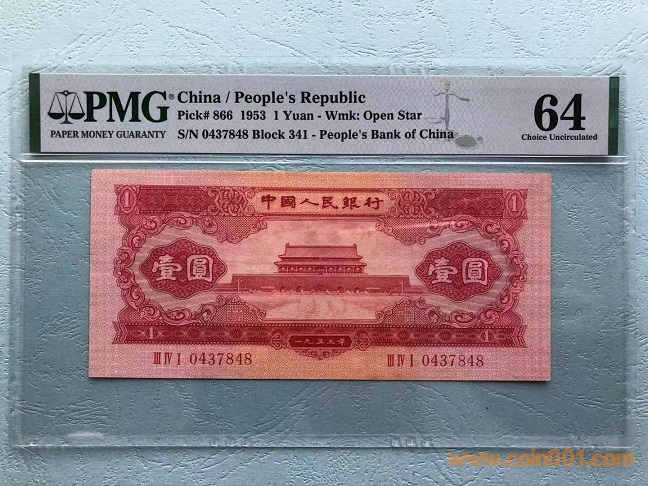 PMG® China / People's Republic
PAPER MONEY GUARANTY
Pick# 866 1953 1 Yuan - Wmk: Open Star
S/N 0437848 Block 341 - People's Bank of China
64
Choice Uncirculated
中國人民銀行
1 1
壹圓 壹圓
1 一九五三年 1
III IV I 0437848 III IV I 0437848
www.coin001.com